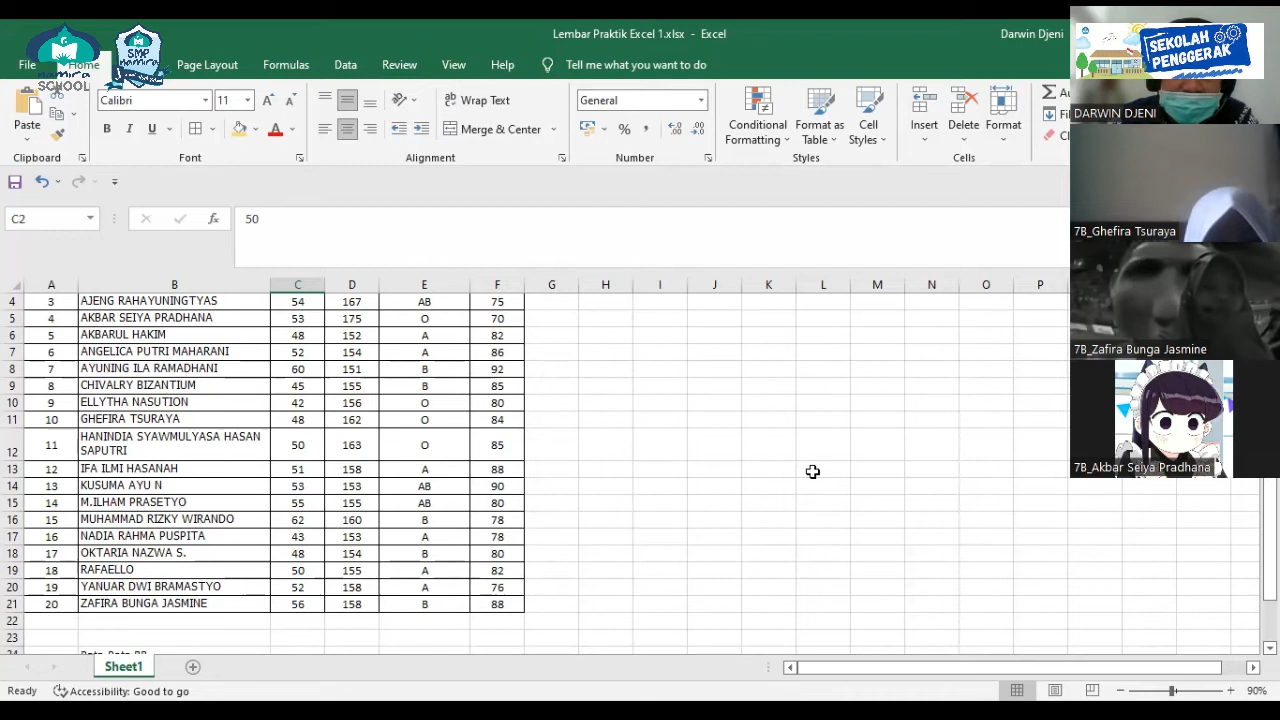 Lembar Praktik Excel 1.xlsx - Excel
Darwin Djeni
SMP
SCHOOL
SEKOLAH
PENGGERAK
File Home Page Layout Formulas Data Review View Help Tell me what you want to do
Paste
Calibri 11
Wrap Text
General
Conditional Formatting
Format as Table
Cell Styles
Insert Delete Format
B I U
Merge & Center
Clipboard Font Alignment Number Styles Cells
C2 50
A B C D E F G H I J K L M N O P
4 3 AJENG RAHAYUNINGTYAS 54 167 AB 75
5 4 AKBAR SEIYA PRADHANA 53 175 O 70
6 5 AKBARUL HAKIM 48 152 A 82
7 6 ANGELICA PUTRI MAHARANI 52 154 A 86
8 7 AYUNING ILA RAMADHANI 60 151 B 92
9 8 CHIVALRY BIZANTIUM 45 155 B 85
10 9 ELLYTHA NASUTION 42 156 O 80
11 10 GHEFIRA TSURAYA 48 162 O 84
12 11 HANINDIA SYAWMULYASA HASAN SAPUTRI 50 163 O 85
13 12 IFA ILMI HASANAH 51 158 A 88
14 13 KUSUMA AYU N 53 153 AB 90
15 14 M.ILHAM PRASETYO 55 155 AB 80
16 15 MUHAMMAD RIZKY WIRANDO 62 160 B 78
17 16 NADIA RAHMA PUSPITA 43 153 A 78
18 17 OKTARIA NAZWA S. 48 154 B 80
19 18 RAFAELLO 50 155 A 82
20 19 YANUAR DWI BRAMASTYO 52 158 A 76
21 20 ZAFIRA BUNGA JASMINE 56 158 B 88
22
23
Sheet1
Ready Accessibility: Good to go
90%
DARWIN DJENI
7B_Ghefira Tsuraya
7B_Zafira Bunga Jasmine
7B_Akbar Seiya Pradhana